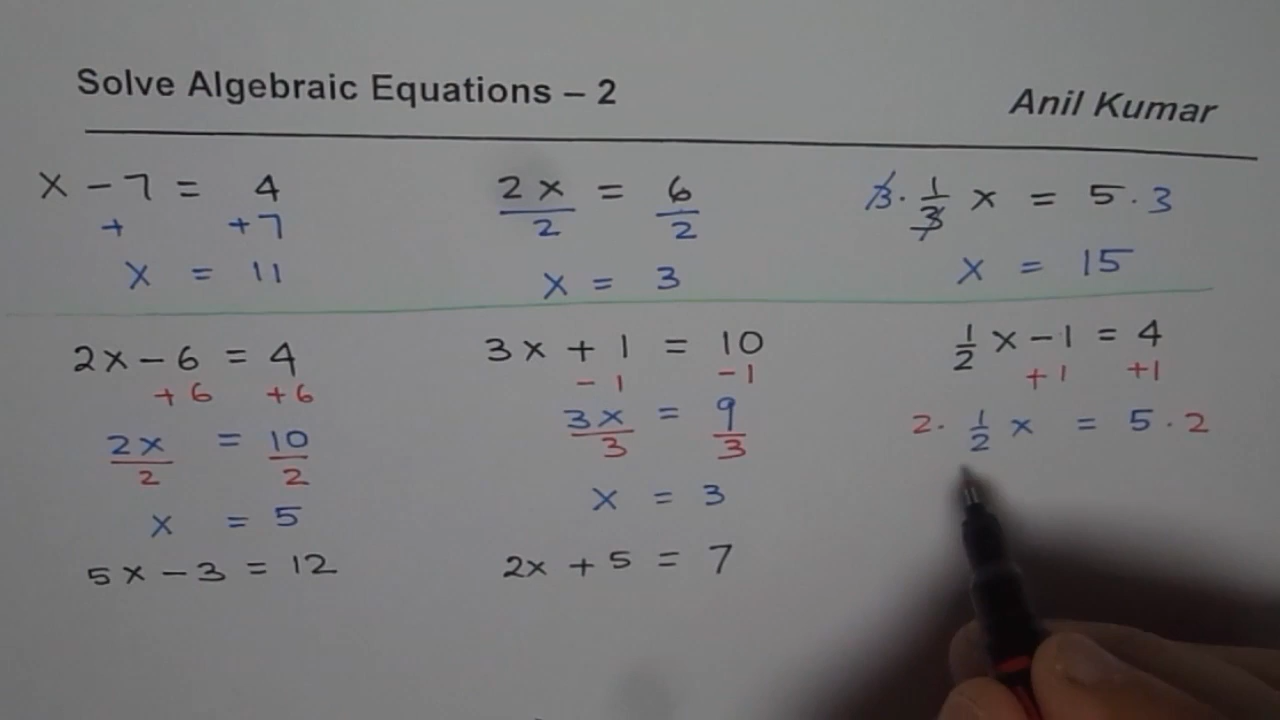 Solve Algebraic Equations – 2
Anil Kumar
x - 7 = 4
+ +7
x = 11
2x = 6
2 2
x = 3
3 · 1/3 x = 5 · 3
x = 15
2x - 6 = 4
+6 +6
2x = 10
2 2
x = 5
5x - 3 = 12
3x + 1 = 10
-1 -1
3x = 9
3 3
x = 3
2x + 5 = 7
1/2 x - 1 = 4
+1 +1
2 · 1/2 x = 5 · 2